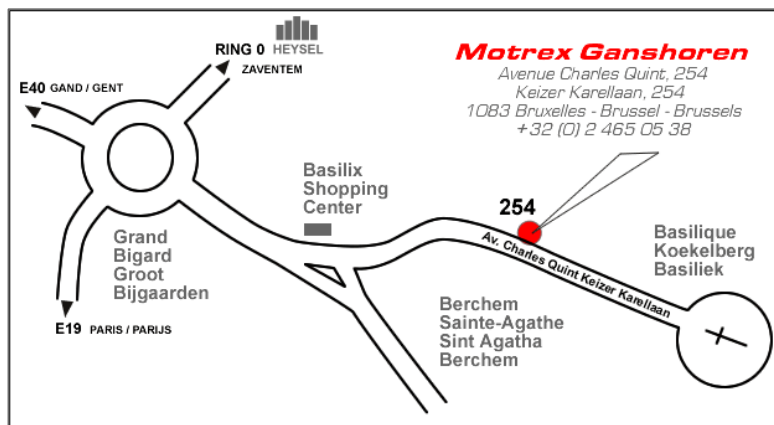 RING 0 HEYSEL
ZAVENTEM
E40 GAND / GENT
Motrex Ganshoren
Avenue Charles Quint, 254
Keizer Karellaan, 254
1083 Bruxelles - Brussel - Brussels
+32 (0) 2 465 05 38
Basilix
Shopping
Center
254
Av. Charles Quint Keizer Karellaan
Basilique
Koekelberg
Basiliek
Grand
Bigard
Groot
Bijgaarden
E19 PARIS / PARIJS
Berchem
Sainte-Agathe
Sint Agatha
Berchem